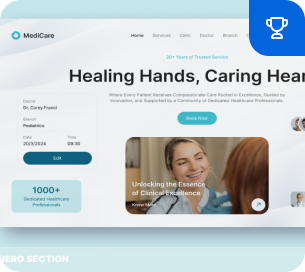 MediCare
Home Services Clinic Doctor Branch
20+ Years of Trusted Service
Healing Hands, Caring Hear
Where Every Patient Receives Compassionate Care Rooted in Excellence, Guided by
Innovation, and Supported by a Community of Dedicated Healthcare Professionals.
Book Now
Doctor
Dr. Corey Franci
Branch
Pediatrics
Date Time
20/3/2024 09:30
Edit
1000+
Dedicated Healthcare
Professionals
Unlocking the Essence
of Clinical Excellence
Know More
HERO SECTION